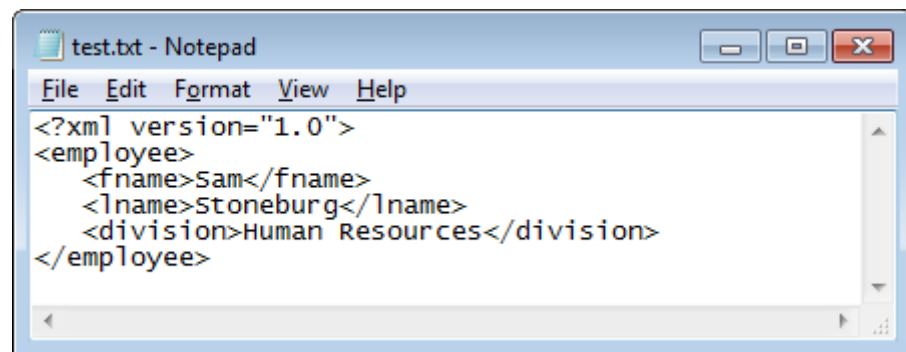 test.txt - Notepad
File Edit Format View Help
<?xml version="1.0">
<employee>
   <fname>Sam</fname>
   <lname>Stoneburg</lname>
   <division>Human Resources</division>
</employee>